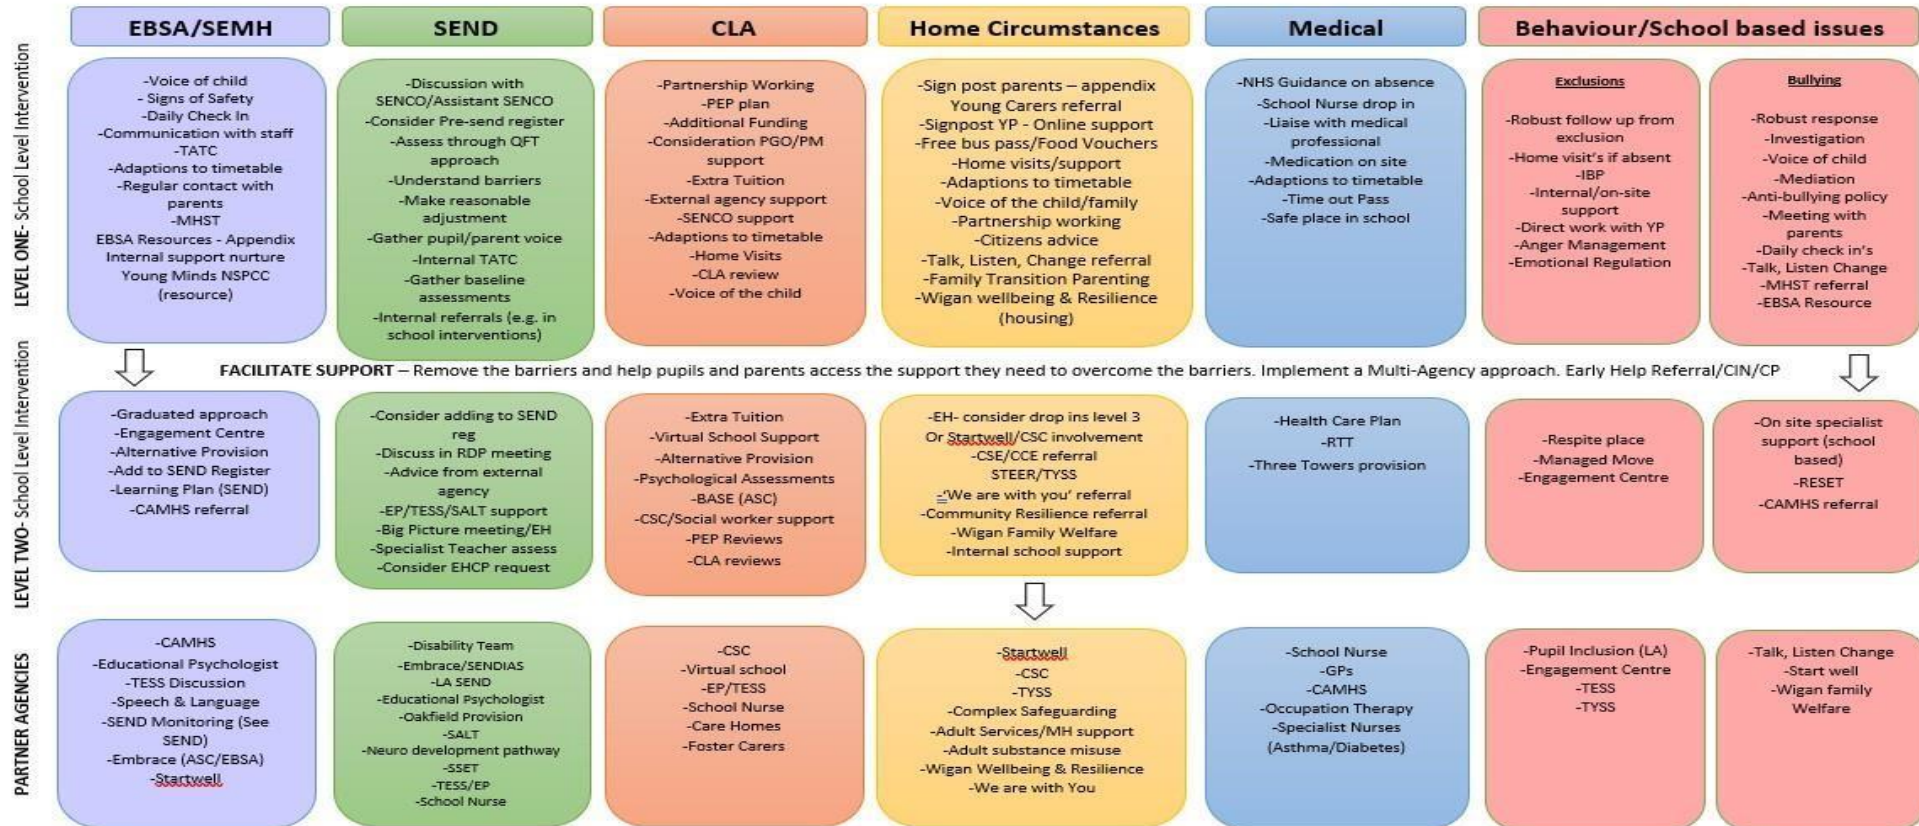 EBSA/SEMH
SEND
CLA
Home Circumstances
Medical
Behaviour/School based issues
LEVEL ONE- School Level Intervention
-Voice of child
- Signs of Safety
-Daily Check In
-Communication with staff
-TATC
-Adaptions to timetable
-Regular contact with
parents
-MHST
EBSA Resources - Appendix
Internal support nurture
Young Minds NSPCC
(resource)
-Discussion with
SENCO/Assistant SENCO
-Consider Pre-send register
-Assess through QFT
approach
-Understand barriers
-Make reasonable
adjustment
-Gather pupil/parent voice
-Internal TATC
-Gather baseline
assessments
-Internal referrals (e.g. in
school interventions)
-Partnership Working
-PEP plan
-Additional Funding
-Consideration PGO/PM
support
-Extra Tuition
-External agency support
-SENCO support
-Adaptions to timetable
-Home Visits
-CLA review
-Voice of the child
-Sign post parents – appendix
Young Carers referral
-Signpost YP - Online support
-Free bus pass/Food Vouchers
-Home visits/support
-Adaptions to timetable
-Voice of the child/family
-Partnership working
-Citizens advice
-Talk, Listen, Change referral
-Family Transition Parenting
-Wigan wellbeing & Resilience
(housing)
-NHS Guidance on absence
-School Nurse drop in
-Liaise with medical
professional
-Medication on site
-Adaptions to timetable
-Time out Pass
-Safe place in school
Exclusions
-Robust follow up from
exclusion
-Home visit's if absent
-IBP
-Internal/on-site
support
-Direct work with YP
-Anger Management
-Emotional Regulation
Bullying
-Robust response
-Investigation
-Voice of child
-Mediation
-Anti-bullying policy
-Meeting with
parents
-Daily check in's
-Talk, Listen Change
-MHST referral
-EBSA Resource
FACILITATE SUPPORT – Remove the barriers and help pupils and parents access the support they need to overcome the barriers. Implement a Multi-Agency approach. Early Help Referral/CIN/CP
LEVEL TWO- School Level Intervention
-Graduated approach
-Engagement Centre
-Alternative Provision
-Add to SEND Register
-Learning Plan (SEND)
-CAMHS referral
-Consider adding to SEND
reg
-Discuss in RDP meeting
-Advice from external
agency
-EP/TESS/SALT support
-Big Picture meeting/EH
-Specialist Teacher assess
-Consider EHCP request
-Extra Tuition
-Virtual School Support
-Alternative Provision
-Psychological Assessments
-BASE (ASC)
-CSC/Social worker support
-PEP Reviews
-CLA reviews
-EH- consider drop ins level 3
Or Startwell/CSC involvement
-CSE/CCE referral
STEER/TYSS
-'We are with you' referral
-Community Resilience referral
-Wigan Family Welfare
-Internal school support
-Health Care Plan
-RTT
-Three Towers provision
-Respite place
-Managed Move
-Engagement Centre
-On site specialist
support (school
based)
-RESET
-CAMHS referral
PARTNER AGENCIES
-CAMHS
-Educational Psychologist
-TESS Discussion
-Speech & Language
-SEND Monitoring (See
SEND)
-Embrace (ASC/EBSA)
-Startwell
-Disability Team
-Embrace/SENDIAS
-LA SEND
-Educational Psychologist
-Oakfield Provision
-SALT
-Neuro development pathway
-SSET
-TESS/EP
-School Nurse
-CSC
-Virtual school
-EP/TESS
-School Nurse
-Care Homes
-Foster Carers
-Startwell
-CSC
-TYSS
-Complex Safeguarding
-Adult Services/MH support
-Adult substance misuse
-Wigan Wellbeing & Resilience
-We are with You
-School Nurse
-GPs
-CAMHS
-Occupation Therapy
-Specialist Nurses
(Asthma/Diabetes)
-Pupil Inclusion (LA)
-Engagement Centre
-TESS
-TYSS
-Talk, Listen Change
-Start well
-Wigan family
Welfare